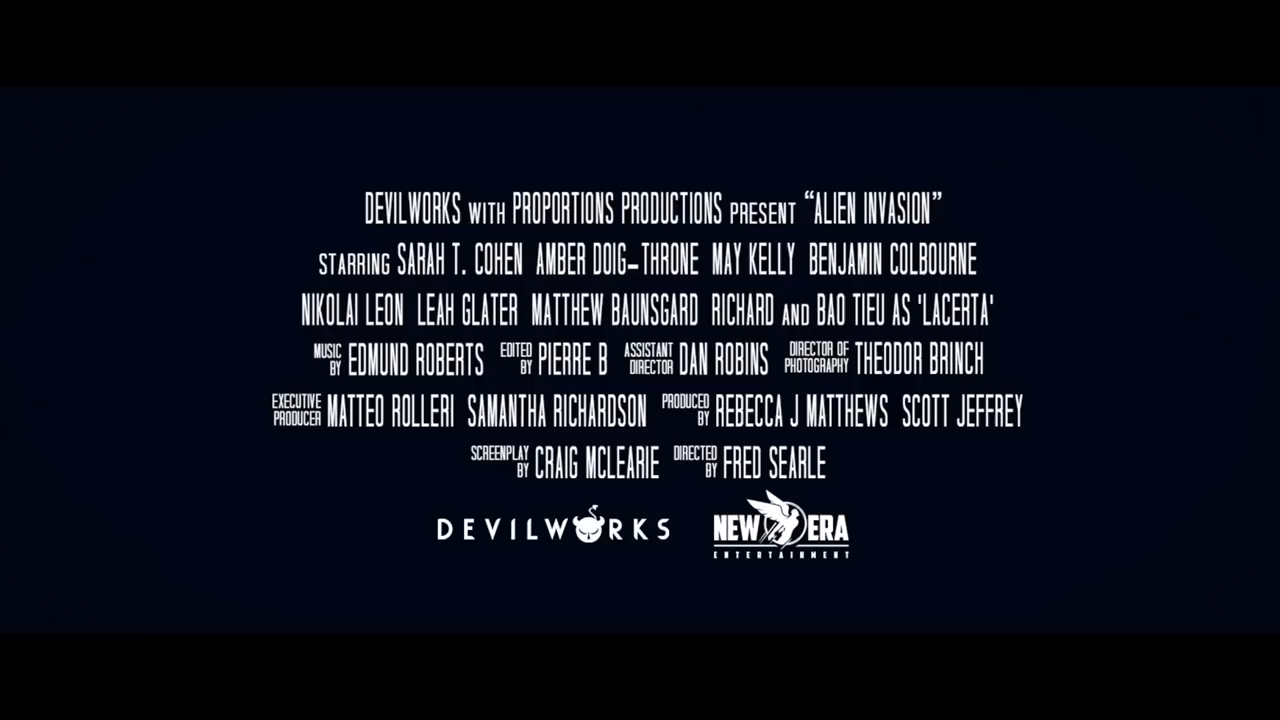 DEVILWORKS WITH PROPORTIONS PRODUCTIONS PRESENT “ALIEN INVASION”
STARRING SARAH T. COHEN AMBER DOIG–THRONE MAY KELLY BENJAMIN COLBOURNE
NIKOLAI LEON LEAH GLATER MATTHEW BAUNSGARD RICHARD AND BAO TIEU AS 'LACERTA'
MUSIC BY EDMUND ROBERTS EDITED BY PIERRE B ASSISTANT DIRECTOR DAN ROBINS DIRECTOR OF PHOTOGRAPHY THEODOR BRINCH
EXECUTIVE PRODUCER MATTEO ROLLERI SAMANTHA RICHARDSON PRODUCED BY REBECCA J MATTHEWS SCOTT JEFFREY
SCREENPLAY BY CRAIG MCLEARIE DIRECTED BY FRED SEARLE
DEVILWORKS NEW ERA
ENTERTAINMENT